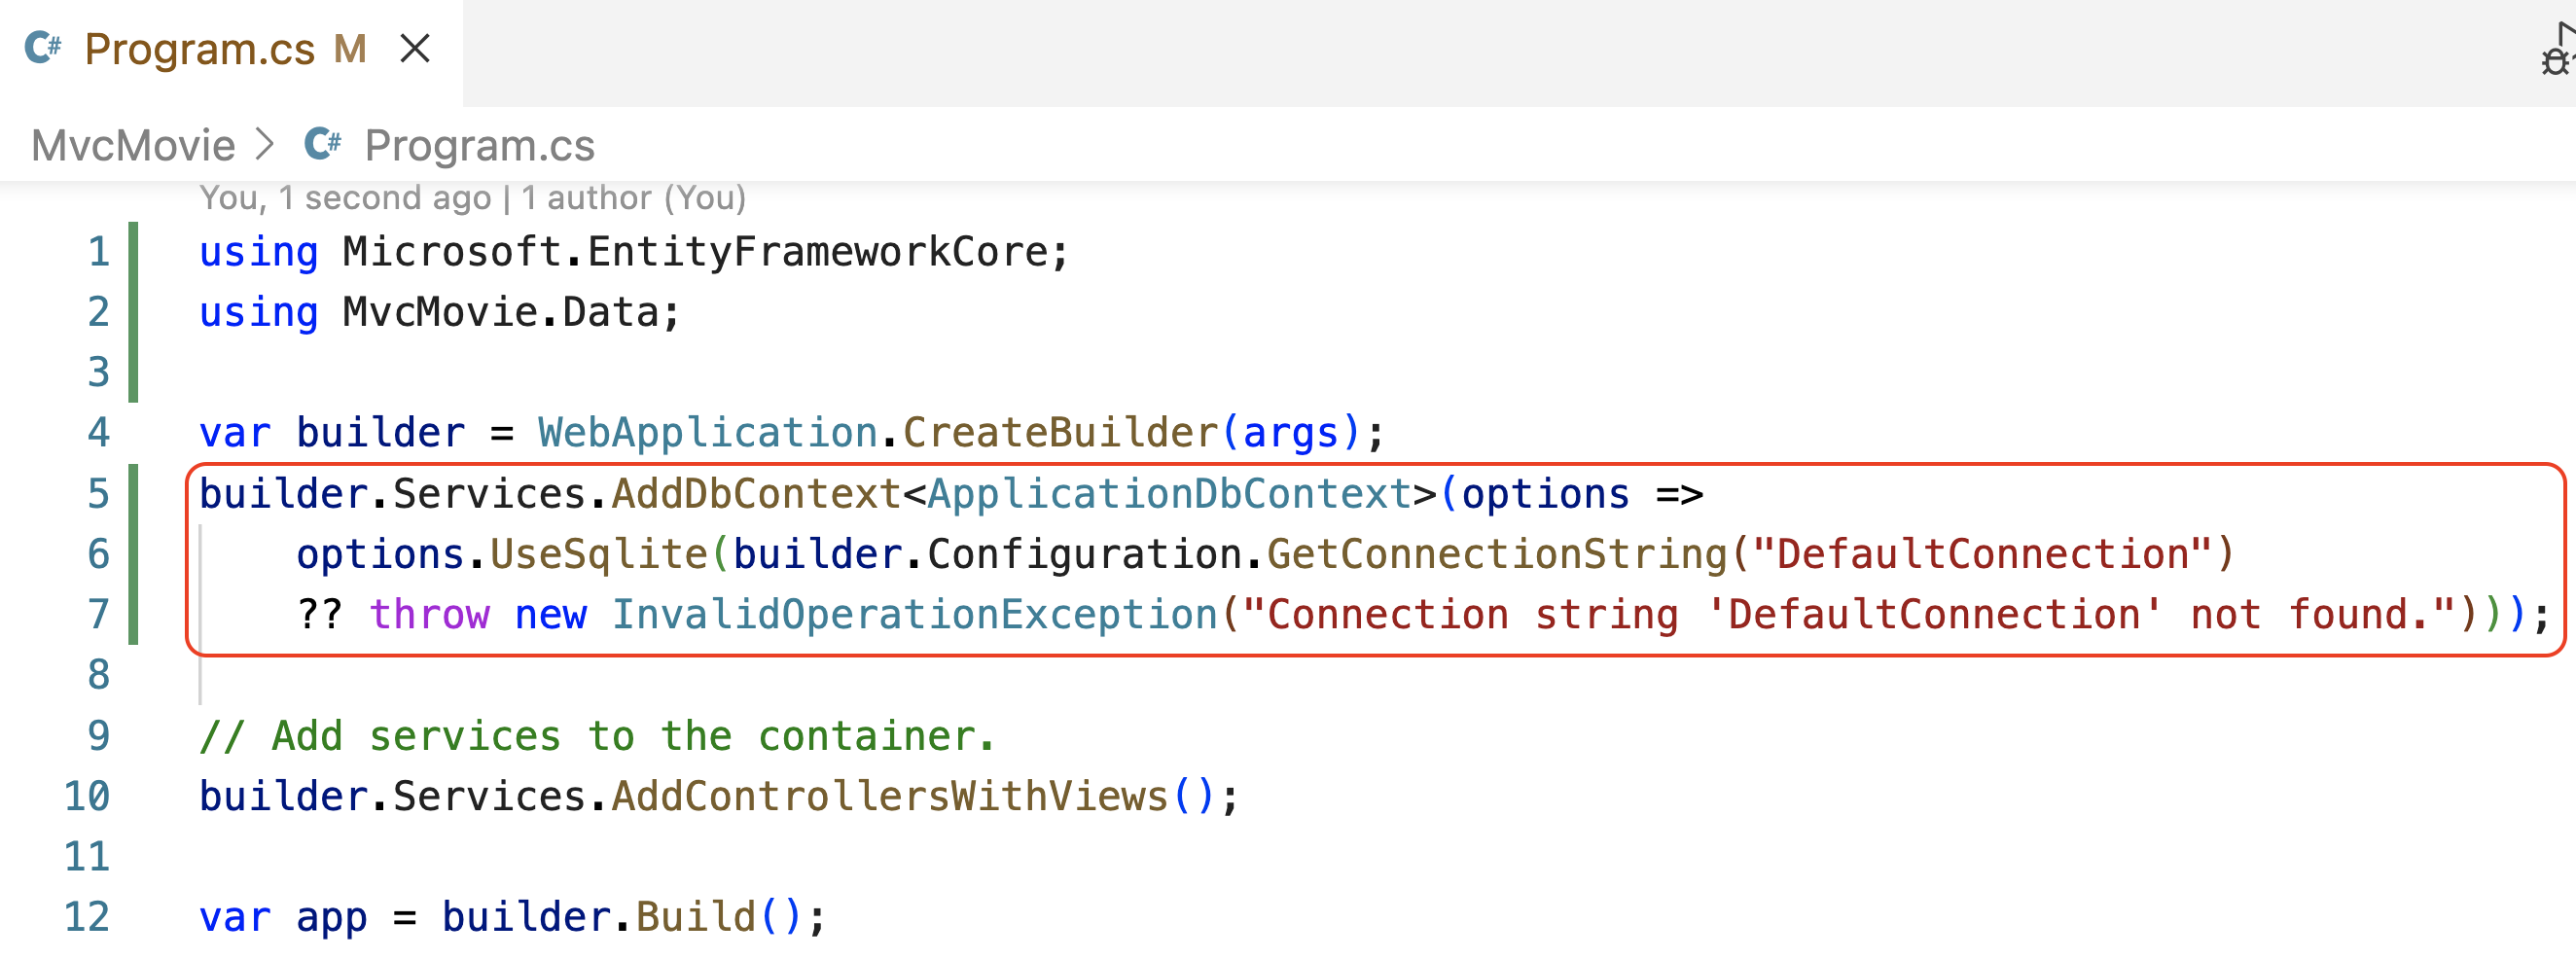 C# Program.cs M
MvcMovie > C# Program.cs
You, 1 second ago | 1 author (You)
1 using Microsoft.EntityFrameworkCore;
2 using MvcMovie.Data;
3
4 var builder = WebApplication.CreateBuilder(args);
5 builder.Services.AddDbContext<ApplicationDbContext>(options =>
6 options.UseSqlite(builder.Configuration.GetConnectionString("DefaultConnection")
7 ?? throw new InvalidOperationException("Connection string 'DefaultConnection' not found.")));
8
9 // Add services to the container.
10 builder.Services.AddControllersWithViews();
11
12 var app = builder.Build();